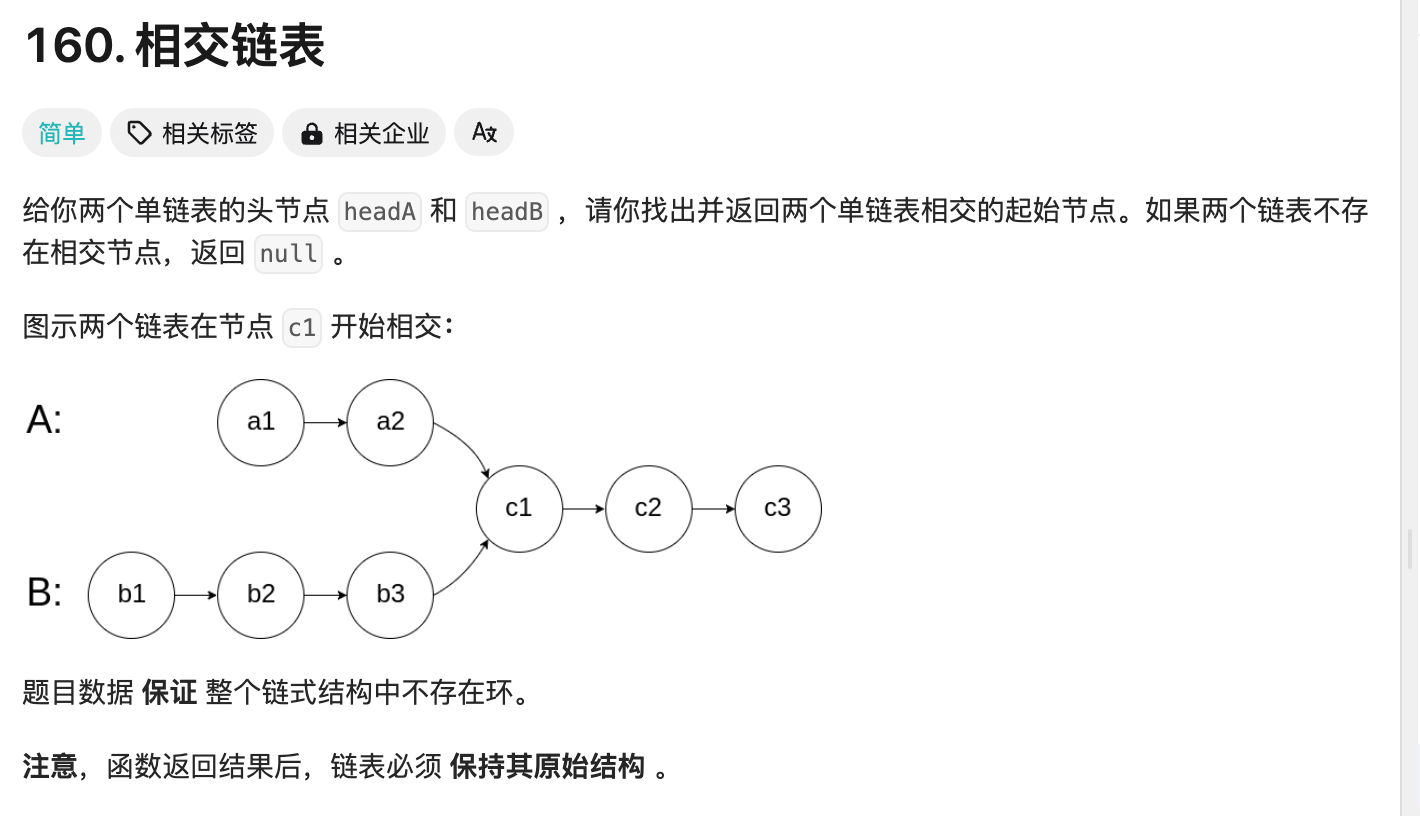 160. 相交链表
简单 相关标签 相关企业 A文
给你两个单链表的头节点 headA 和 headB ，请你找出并返回两个单链表相交的起始节点。如果两个链表不存
在相交节点，返回 null 。
图示两个链表在节点 c1 开始相交：
A: a1 a2
c1 c2 c3
B: b1 b2 b3
题目数据 保证 整个链式结构中不存在环。
注意，函数返回结果后，链表必须 保持其原始结构 。